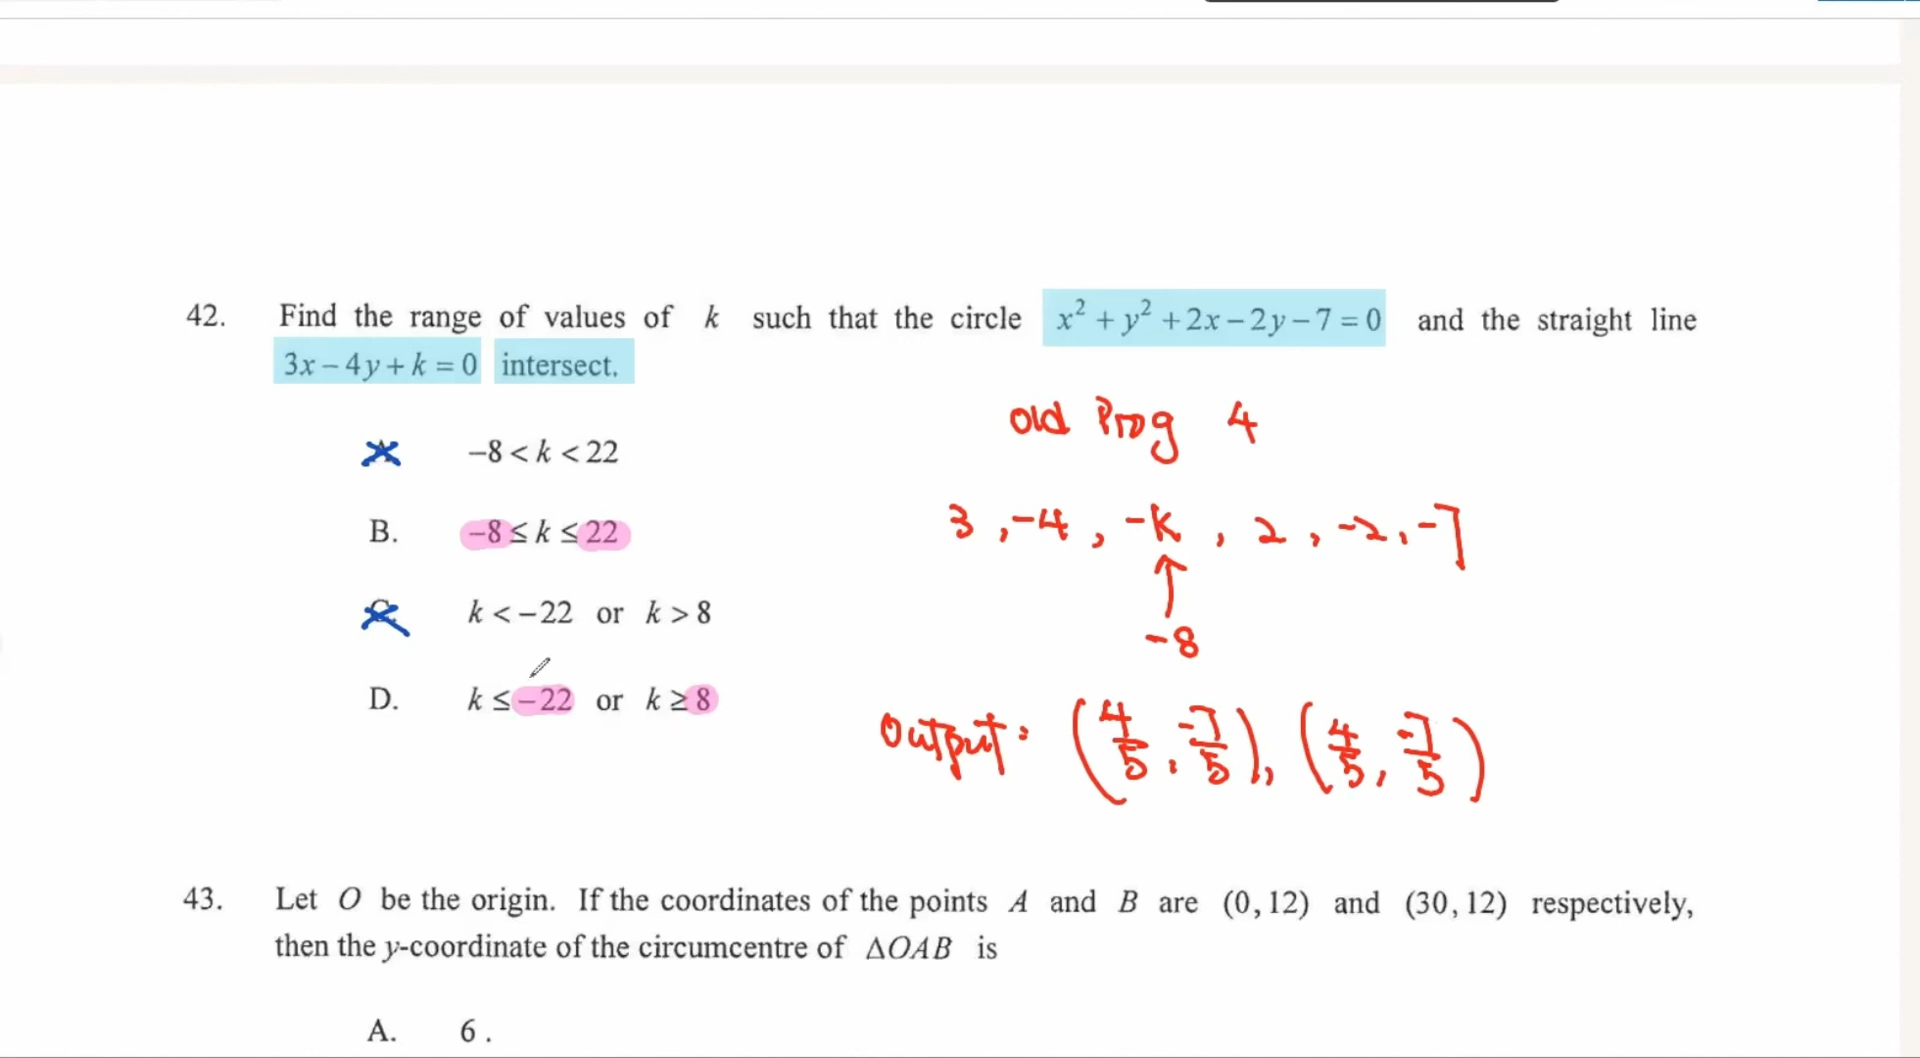 42. Find the range of values of k such that the circle x² + y² + 2x − 2y − 7 = 0 and the straight line
3x − 4y + k = 0 intersect.
old Prog 4
A. −8 < k < 22
3, −4, −k, 2, −2, −7
B. −8 ≤ k ≤ 22
↑
C. k < −22 or k > 8
−8
D. k ≤ −22 or k ≥ 8
Output: (4/5, −7/5), (4/5, −7/5)
43. Let O be the origin. If the coordinates of the points A and B are (0, 12) and (30, 12) respectively,
then the y-coordinate of the circumcentre of ΔOAB is
A. 6 .